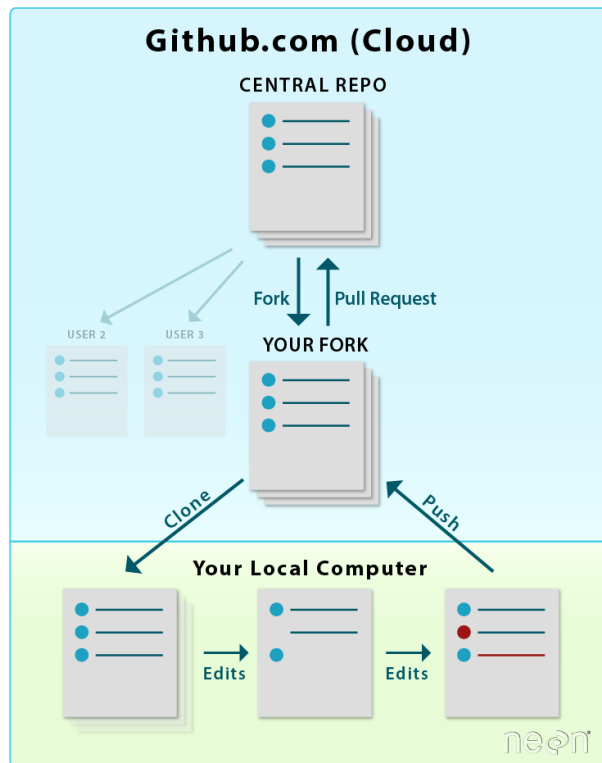 Github.com (Cloud)
CENTRAL REPO
Fork
Pull Request
USER 2
USER 3
YOUR FORK
Clone
Push
Your Local Computer
Edits
Edits
neon